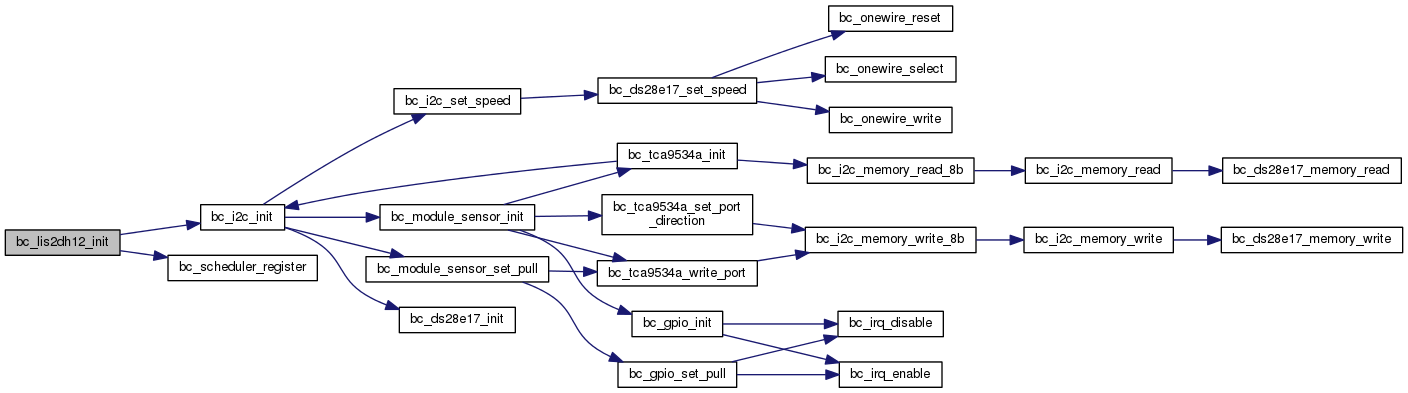 bc_onewire_reset
bc_onewire_select
bc_i2c_set_speed
bc_ds28e17_set_speed
bc_onewire_write
bc_tca9534a_init
bc_i2c_memory_read_8b
bc_i2c_memory_read
bc_ds28e17_memory_read
bc_i2c_init
bc_module_sensor_init
bc_tca9534a_set_port
_direction
bc_lis2dh12_init
bc_i2c_memory_write_8b
bc_i2c_memory_write
bc_ds28e17_memory_write
bc_scheduler_register
bc_module_sensor_set_pull
bc_tca9534a_write_port
bc_ds28e17_init
bc_gpio_init
bc_irq_disable
bc_gpio_set_pull
bc_irq_enable